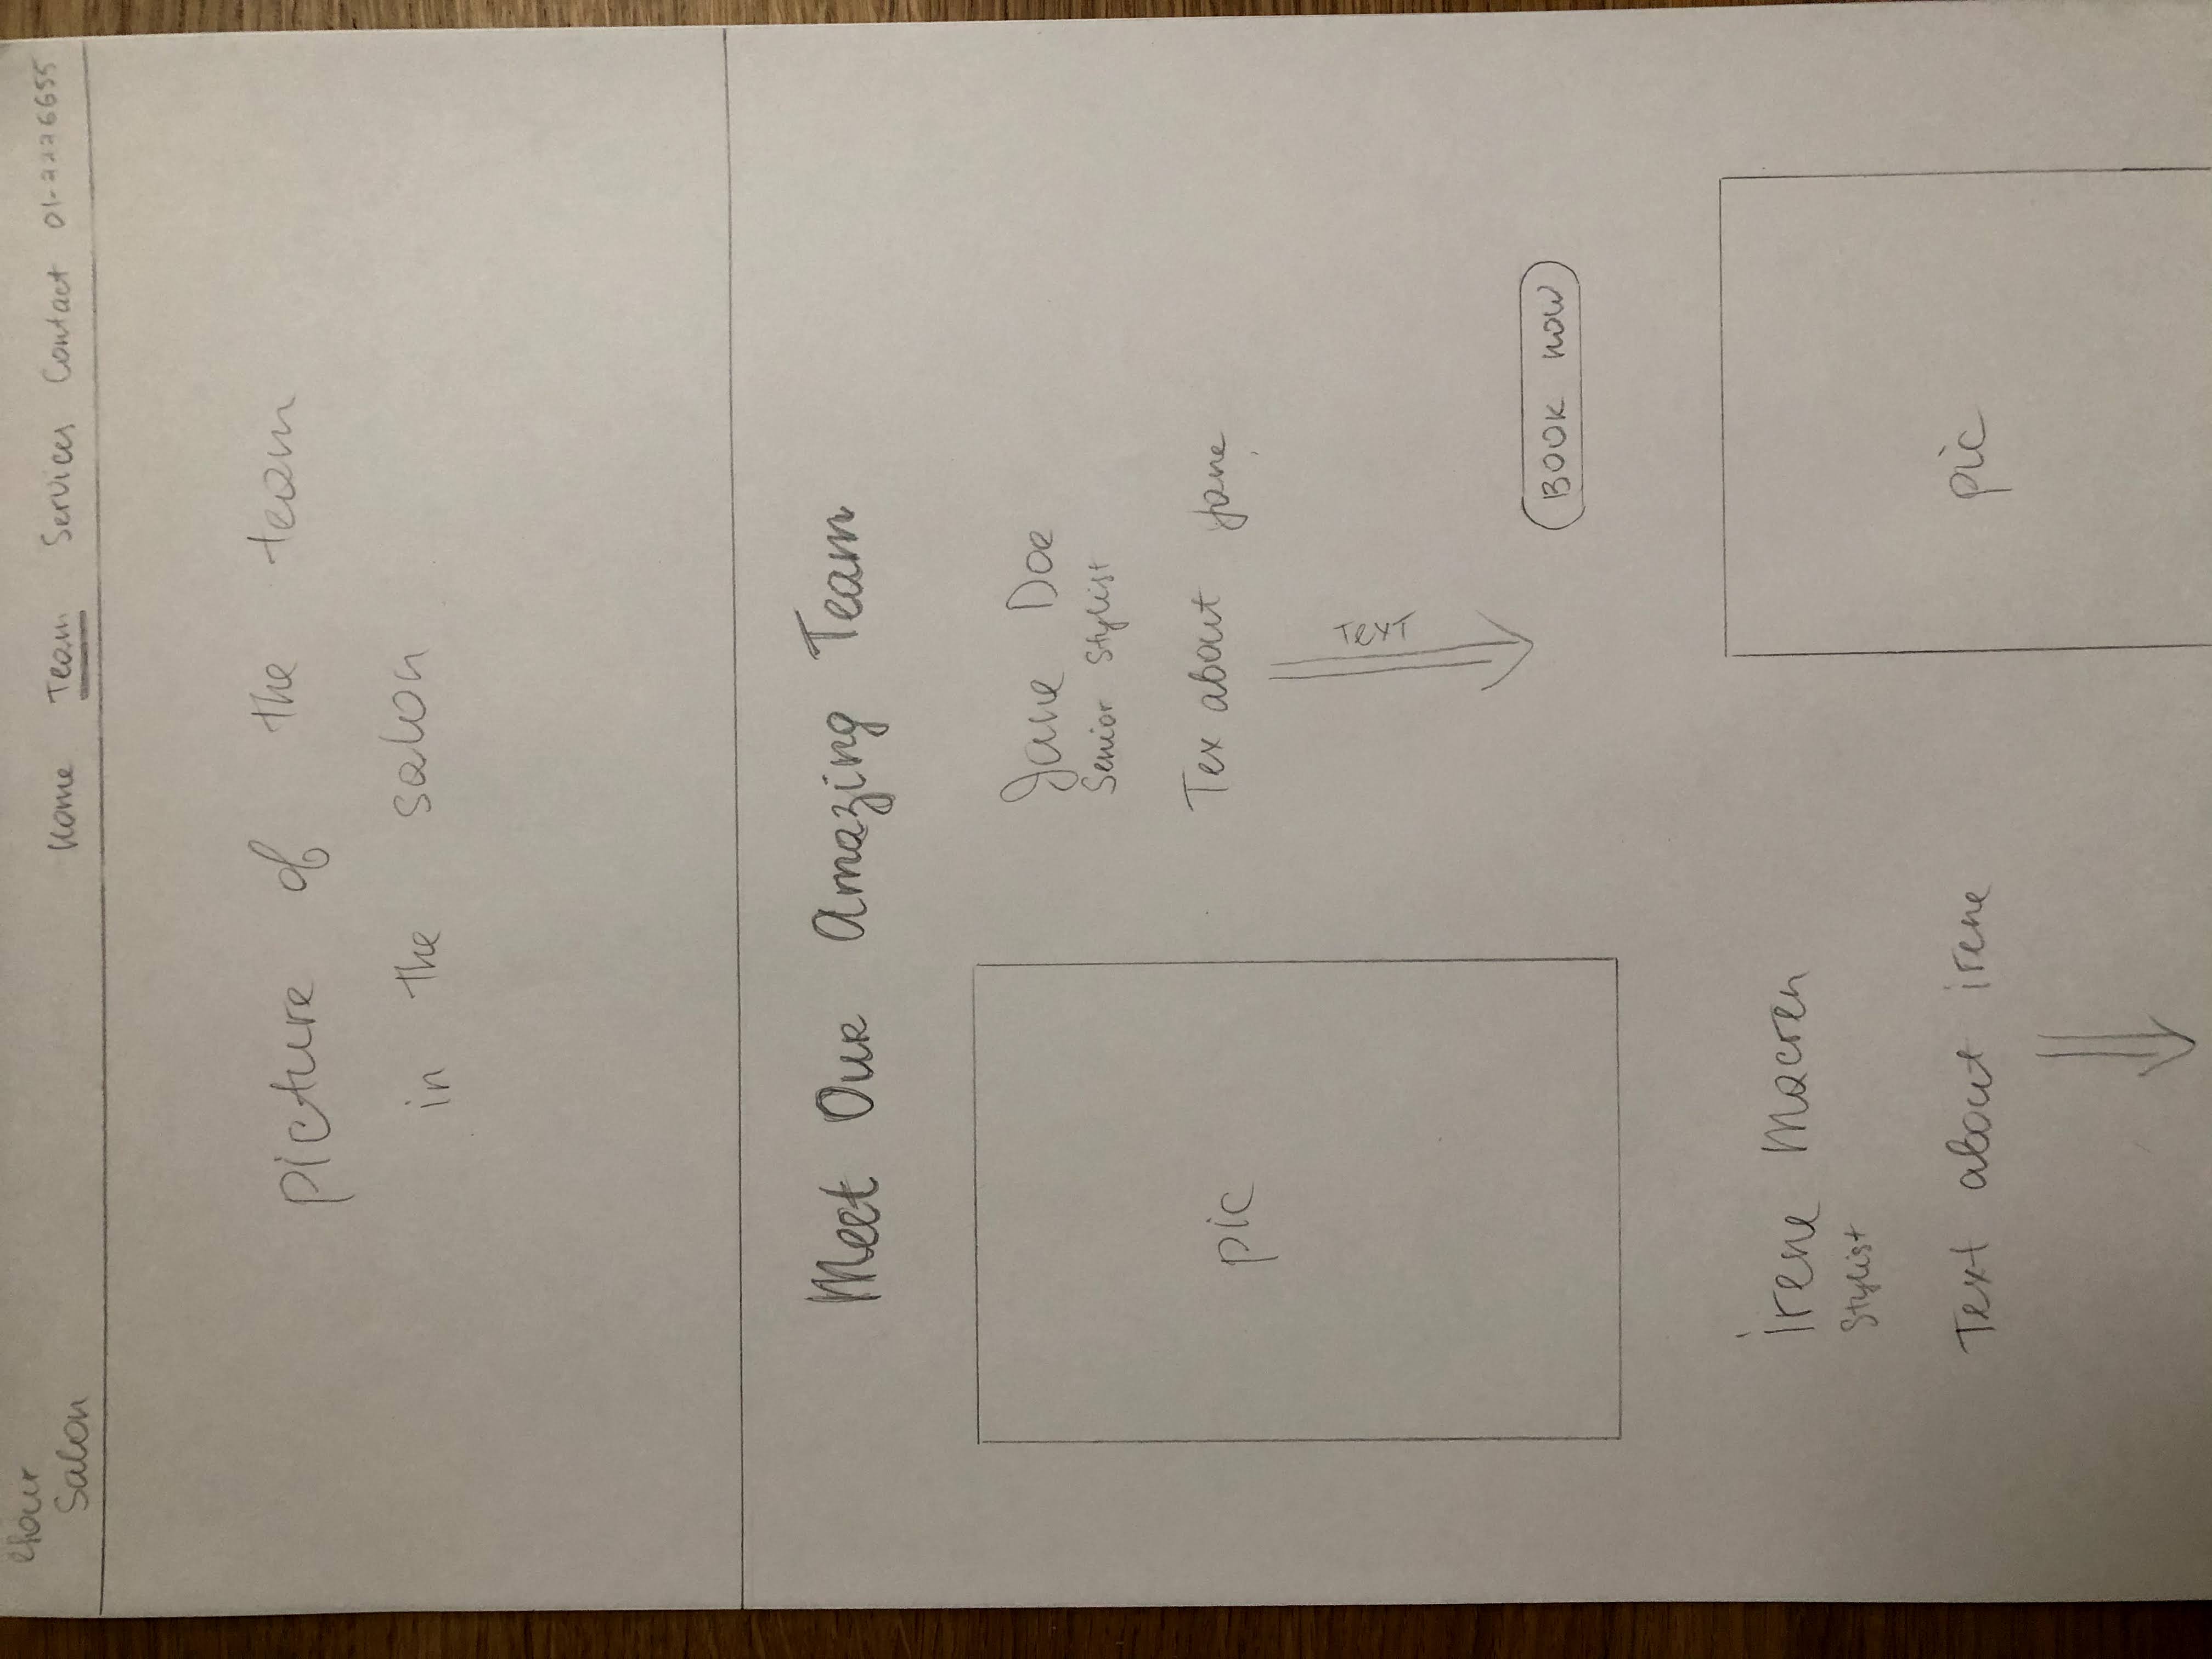 Your
Salon
Home Team Services Contact 01-2226655
picture of the team
in the salon
Meet Our Amazing Team
pic
Jane Doe
Senior Stylist
Tex about jane
TEXT
BOOK NOW
irene Macren
Stylist
Text about irene
pic